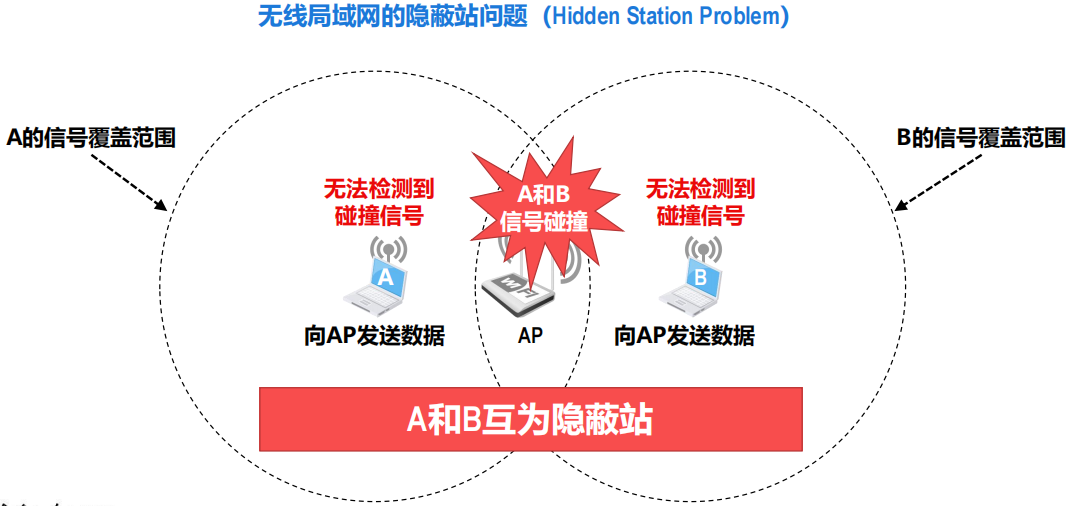 无线局域网的隐蔽站问题（Hidden Station Problem）
A的信号覆盖范围
B的信号覆盖范围
无法检测到
碰撞信号
A和B
信号碰撞
无法检测到
碰撞信号
A
B
向AP发送数据
AP
向AP发送数据
A和B互为隐蔽站